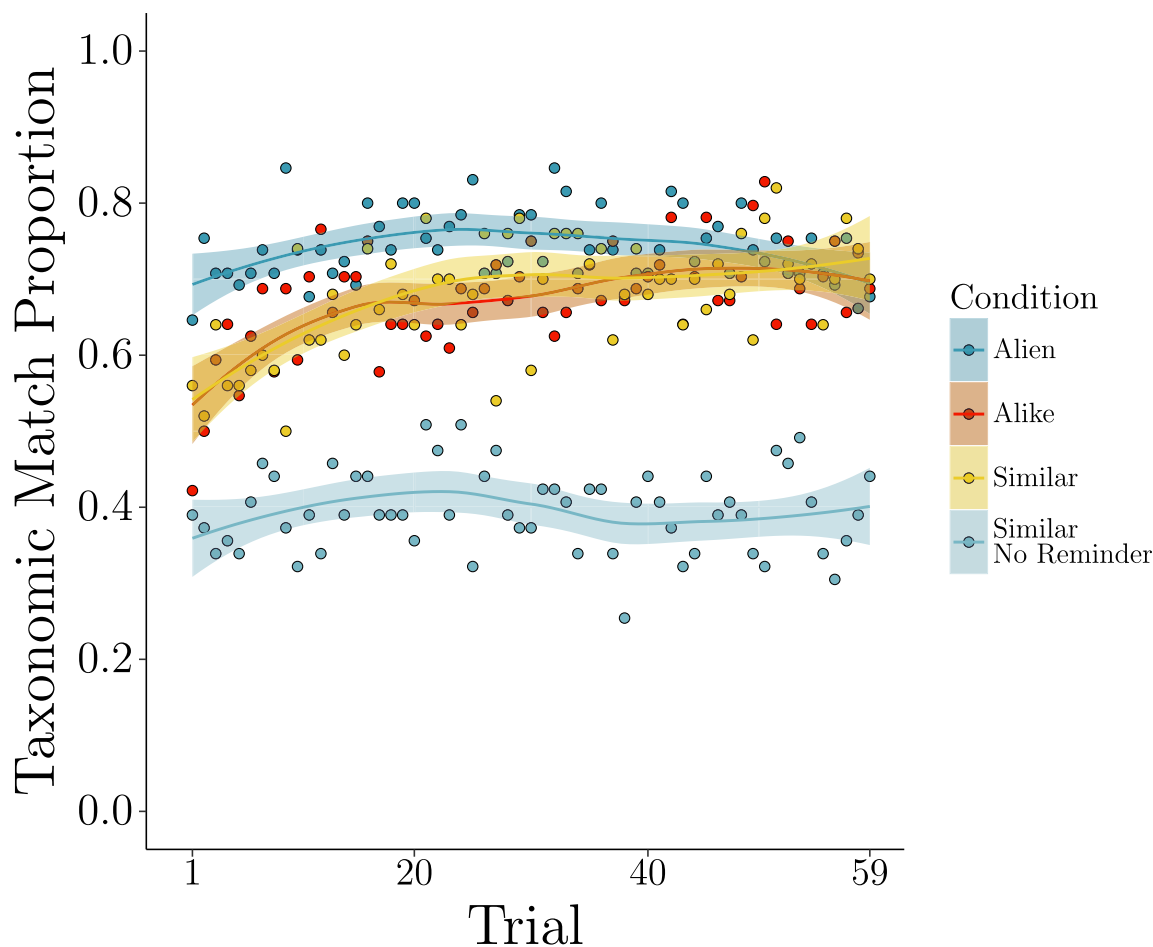 Taxonomic Match Proportion
1.0
0.8
0.6
0.4
0.2
0.0
1 20 40 59
Trial
Condition
Alien
Alike
Similar
Similar
No Reminder